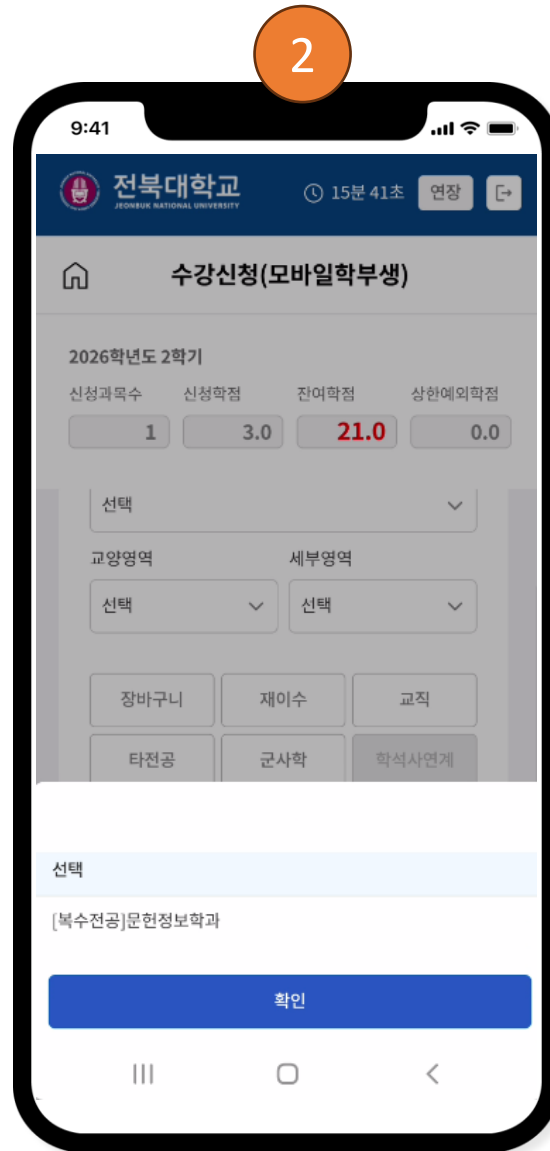 2
9:41
전북대학교
JEONBUK NATIONAL UNIVERSITY
15분 41초 연장
수강신청(모바일학부생)
2026학년도 2학기
신청과목수 신청학점 잔여학점 상한예외학점
1 3.0 21.0 0.0
선택
교양영역 세부영역
선택 선택
장바구니 재이수 교직
타전공 군사학 학석사연계
선택
[복수전공]문헌정보학과
확인